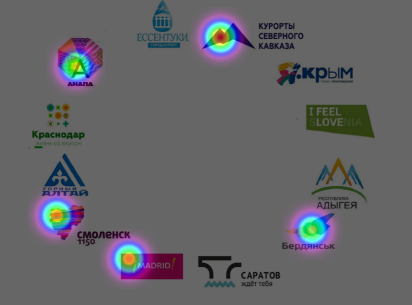 ЕССЕНТУКИ
КУРОРТЫ
СЕВЕРНОГО
КАВКАЗА
АНАПА
КРЫМ
Краснодар
I FEEL
SLOVENIA
ГОРНЫЙ
АЛТАЙ
РЕСПУБЛИКА
АДЫГЕЯ
СМОЛЕНСК
1150
Бердянськ
¡MADRID!
САРАТОВ
ждёт тебя